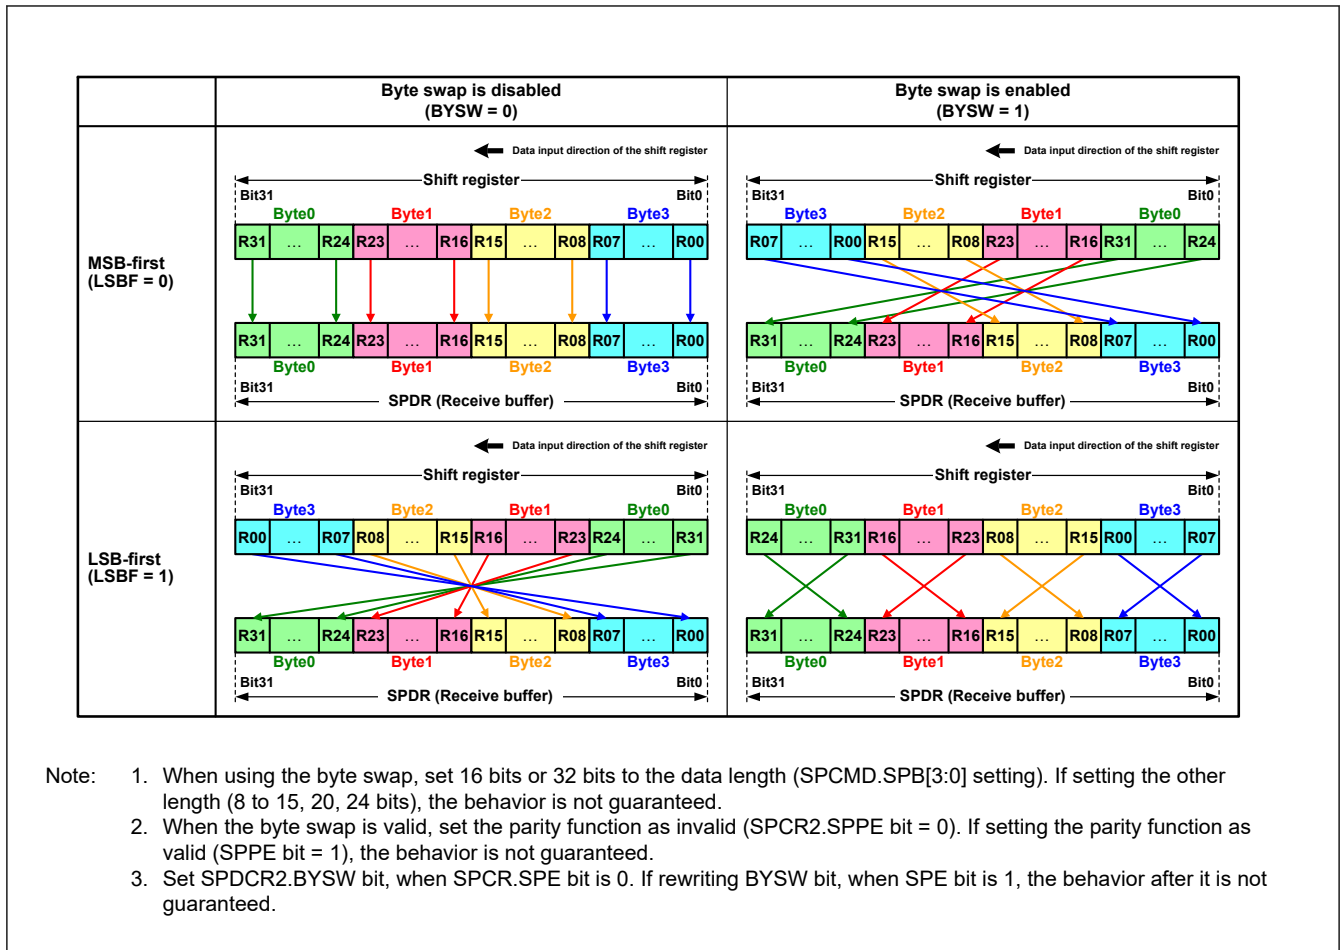 Byte swap is disabled
(BYSW = 0)
Byte swap is enabled
(BYSW = 1)
MSB-first
(LSBF = 0)
Data input direction of the shift register
Shift register
Bit31 Bit0
Byte0 Byte1 Byte2 Byte3
R31 ... R24 R23 ... R16 R15 ... R08 R07 ... R00
R31 ... R24 R23 ... R16 R15 ... R08 R07 ... R00
Byte0 Byte1 Byte2 Byte3
Bit31 Bit0
SPDR (Receive buffer)
Data input direction of the shift register
Shift register
Bit31 Bit0
Byte3 Byte2 Byte1 Byte0
R07 ... R00 R15 ... R08 R23 ... R16 R31 ... R24
R31 ... R24 R23 ... R16 R15 ... R08 R07 ... R00
Byte0 Byte1 Byte2 Byte3
Bit31 Bit0
SPDR (Receive buffer)
LSB-first
(LSBF = 1)
Data input direction of the shift register
Shift register
Bit31 Bit0
Byte3 Byte2 Byte1 Byte0
R00 ... R07 R08 ... R15 R16 ... R23 R24 ... R31
R31 ... R24 R23 ... R16 R15 ... R08 R07 ... R00
Byte0 Byte1 Byte2 Byte3
Bit31 Bit0
SPDR (Receive buffer)
Data input direction of the shift register
Shift register
Bit31 Bit0
Byte0 Byte1 Byte2 Byte3
R24 ... R31 R16 ... R23 R08 ... R15 R00 ... R07
R31 ... R24 R23 ... R16 R15 ... R08 R07 ... R00
Byte0 Byte1 Byte2 Byte3
Bit31 Bit0
SPDR (Receive buffer)
Note: 1. When using the byte swap, set 16 bits or 32 bits to the data length (SPCMD.SPB[3:0] setting). If setting the other
length (8 to 15, 20, 24 bits), the behavior is not guaranteed.
2. When the byte swap is valid, set the parity function as invalid (SPCR2.SPPE bit = 0). If setting the parity function as
valid (SPPE bit = 1), the behavior is not guaranteed.
3. Set SPDCR2.BYSW bit, when SPCR.SPE bit is 0. If rewriting BYSW bit, when SPE bit is 1, the behavior after it is not
guaranteed.